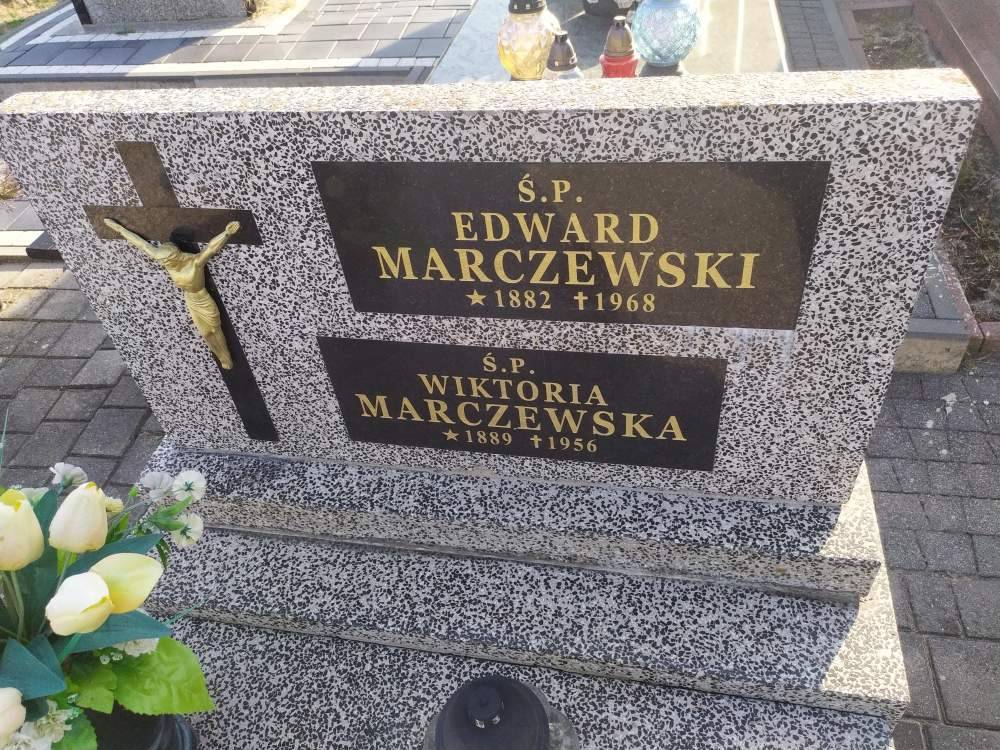 Ś.P.
EDWARD
MARCZEWSKI
★ 1882 ✝ 1968
Ś.P.
WIKTORIA
MARCZEWSKA
★ 1889 ✝ 1956